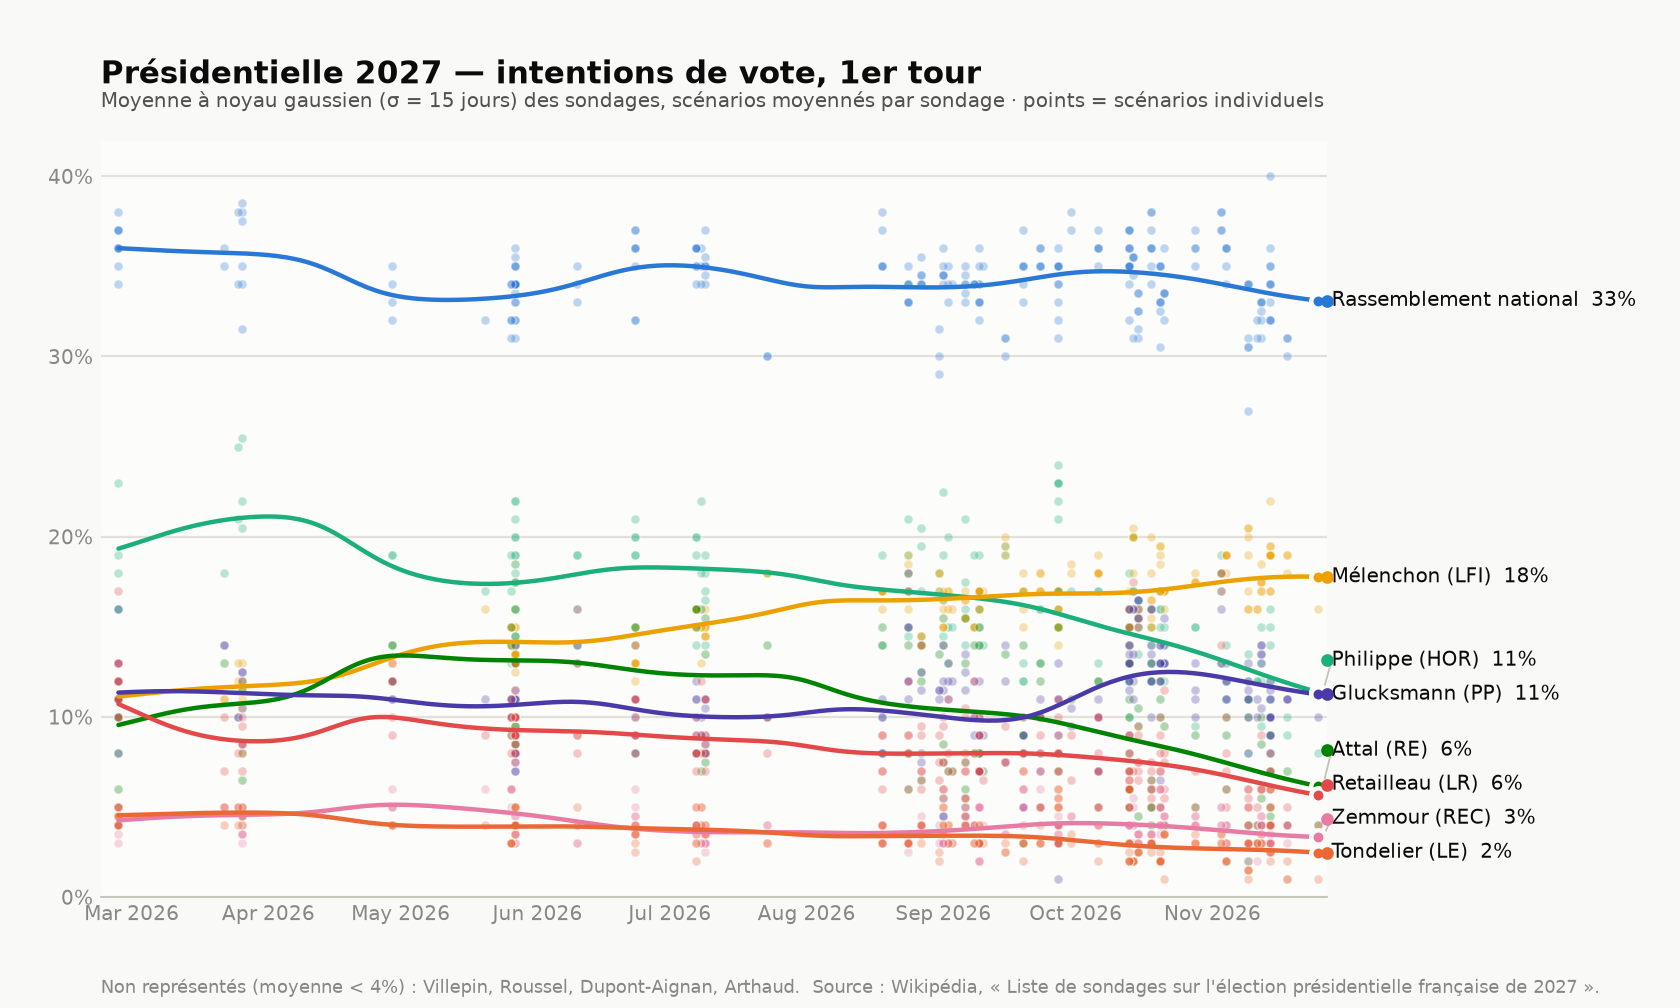 Présidentielle 2027 — intentions de vote, 1er tour
Moyenne à noyau gaussien (σ = 15 jours) des sondages, scénarios moyennés par sondage · points = scénarios individuels
40%
30%
20%
10%
0%
Rassemblement national 33%
Mélenchon (LFI) 18%
Philippe (HOR) 11%
Glucksmann (PP) 11%
Attal (RE) 6%
Retailleau (LR) 6%
Zemmour (REC) 3%
Tondelier (LE) 2%
Mar 2026 Apr 2026 May 2026 Jun 2026 Jul 2026 Aug 2026 Sep 2026 Oct 2026 Nov 2026
Non représentés (moyenne < 4%) : Villepin, Roussel, Dupont-Aignan, Arthaud. Source : Wikipédia, « Liste de sondages sur l'élection présidentielle française de 2027 ».